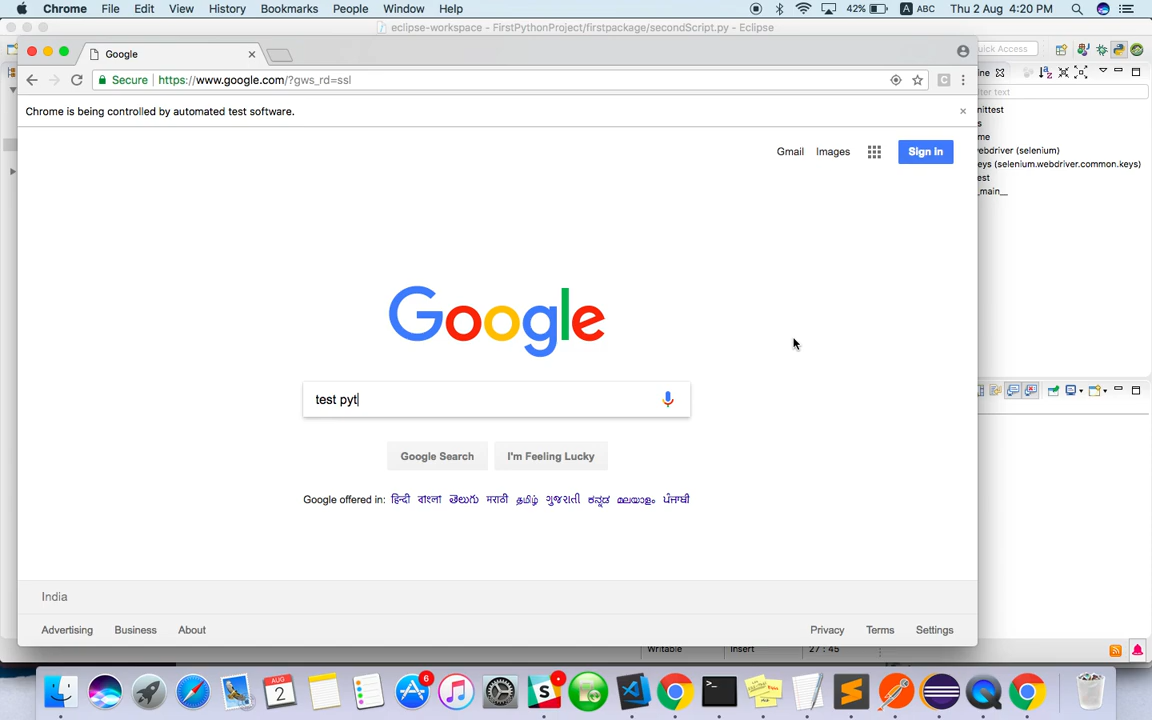 Chrome File Edit View History Bookmarks People Window Help 42% A ABC Thu 2 Aug 4:20 PM
eclipse-workspace - FirstPythonProject/firstpackage/secondScript.py - Eclipse
Google
Quick Access
Secure https://www.google.com/?gws_rd=ssl
Chrome is being controlled by automated test software.
Gmail Images Sign in
webdriver (selenium)
(selenium.webdriver.common.keys)
Google
test pyt
Google Search I'm Feeling Lucky
Google offered in: हिन्दी বাংলা తెలుగు मराठी தமிழ் ગુજરાતી ಕನ್ನಡ മലയാളം ਪੰਜਾਬੀ
India
Advertising Business About Privacy Terms Settings
Writable Insert 27 : 45
6
AUG
2